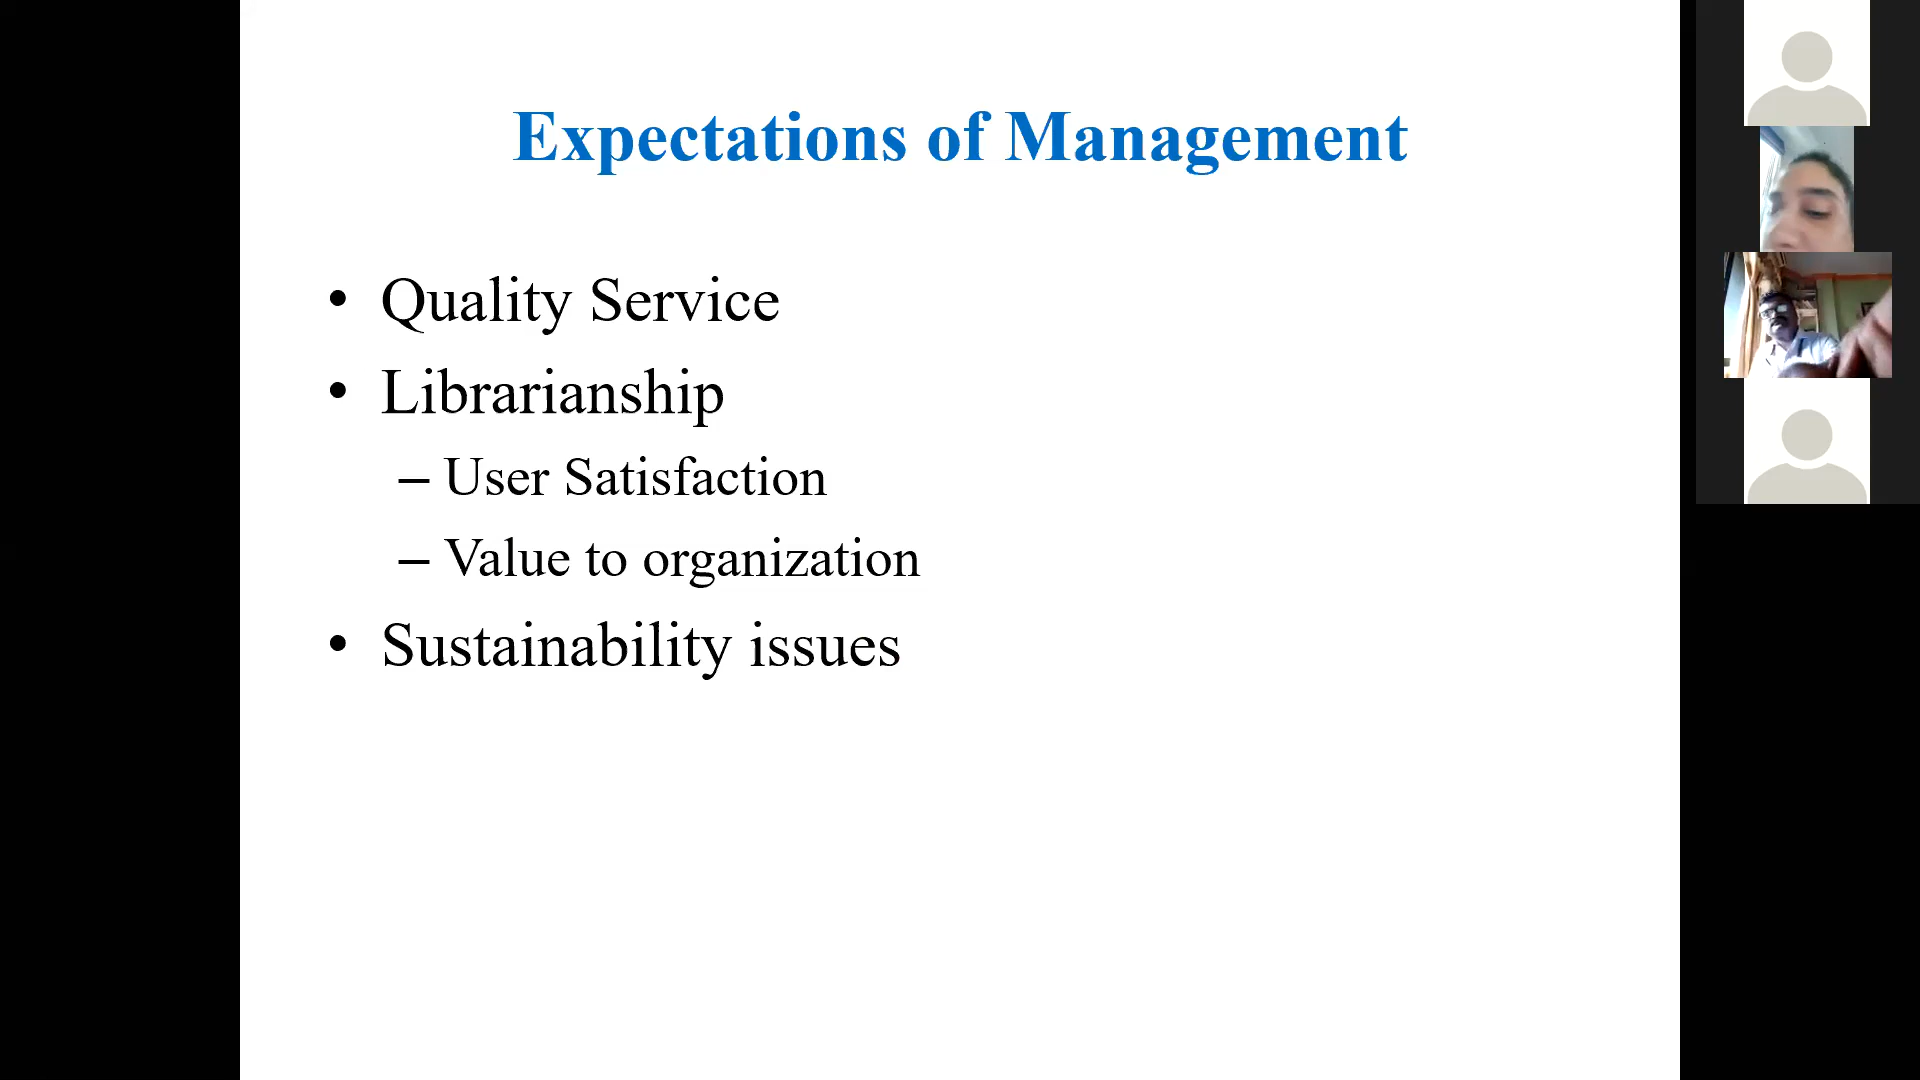 Expectations of Management
• Quality Service
• Librarianship
– User Satisfaction
– Value to organization
• Sustainability issues